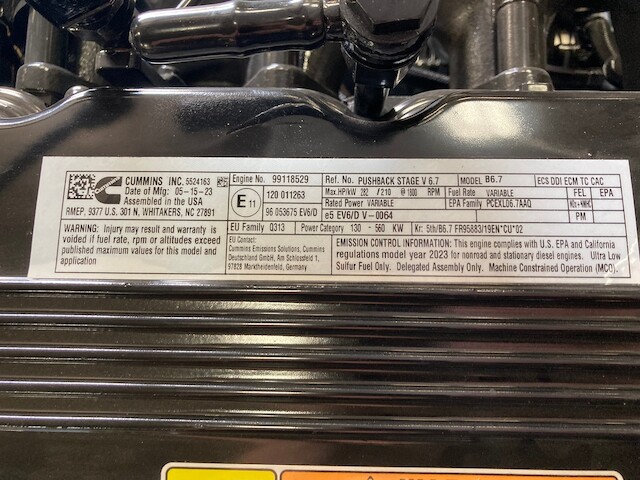 CUMMINS INC. 5524163
Date of Mfg: 05-15-23
Assembled in the USA
RMEP, 9377 U.S. 301 N, WHITAKERS, NC 27891
WARNING: Injury may result and warranty is
voided if fuel rate, rpm or altitudes exceed
published maximum values for this model and
application
Engine No. 99118529
E 11
120 011263
96 053675 EV6/D
EU Family 0313
EU Contact:
Cummins Emissions Solutions, Cummins
Deutschland GmbH, Am Schlossfeld 1,
97828 Marktheidenfeld, Germany
Ref. No. PUSHBACK STAGE V 6.7
MODEL B6.7
ECS DDI ECM TC CAC
Max.HP/kW 282 /210 @ 1800 RPM
Fuel Rate VARIABLE
FEL EPA
Rated Power VARIABLE
EPA Family PCEXL06.7AAQ
NOx+NMHC
e5 EV6/D V-0064
PM
Power Category 130 - 560 KW
Kr: 5th/B6.7 FR95883/19EN*CU*02
EMISSION CONTROL INFORMATION: This engine complies with U.S. EPA and California
regulations model year 2023 for nonroad and stationary diesel engines. Ultra Low
Sulfur Fuel Only. Delegated Assembly Only. Machine Constrained Operation (MCO).